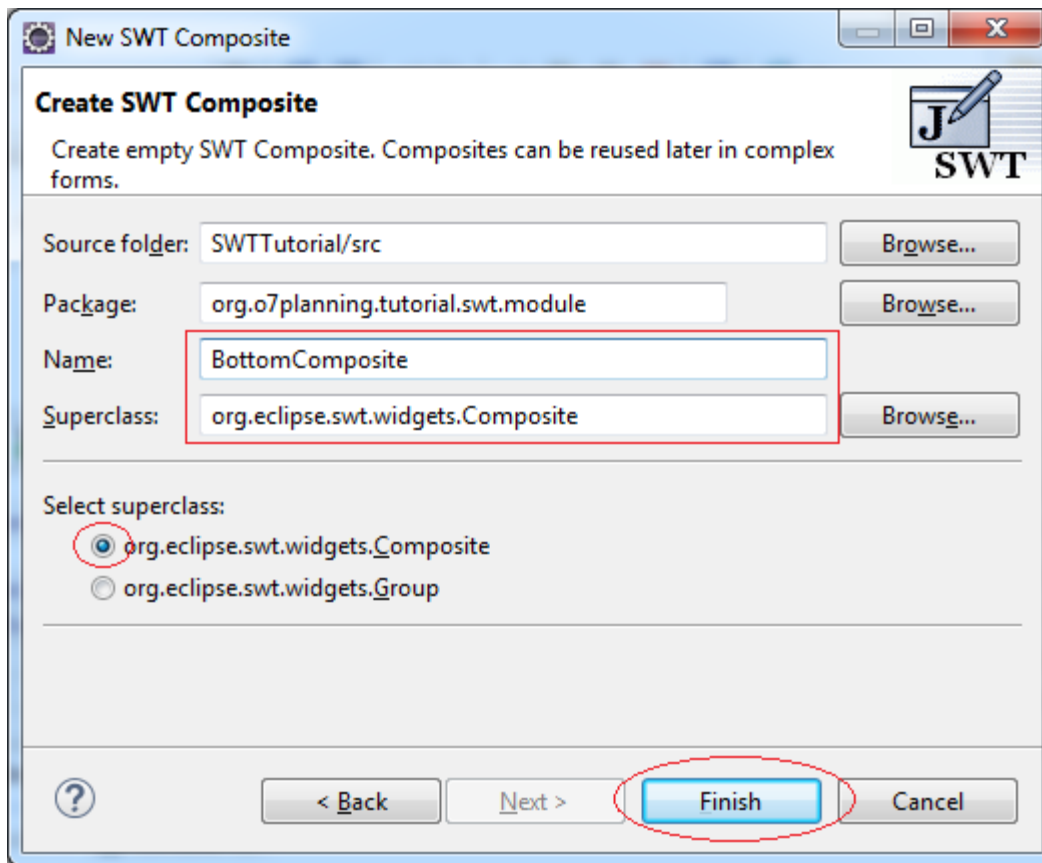 New SWT Composite
Create SWT Composite
Create empty SWT Composite. Composites can be reused later in complex
forms.
J
SWT
Source folder: SWTTutorial/src Browse...
Package: org.o7planning.tutorial.swt.module Browse...
Name: BottomComposite
Superclass: org.eclipse.swt.widgets.Composite Browse...
Select superclass:
org.eclipse.swt.widgets.Composite
org.eclipse.swt.widgets.Group
? < Back Next > Finish Cancel